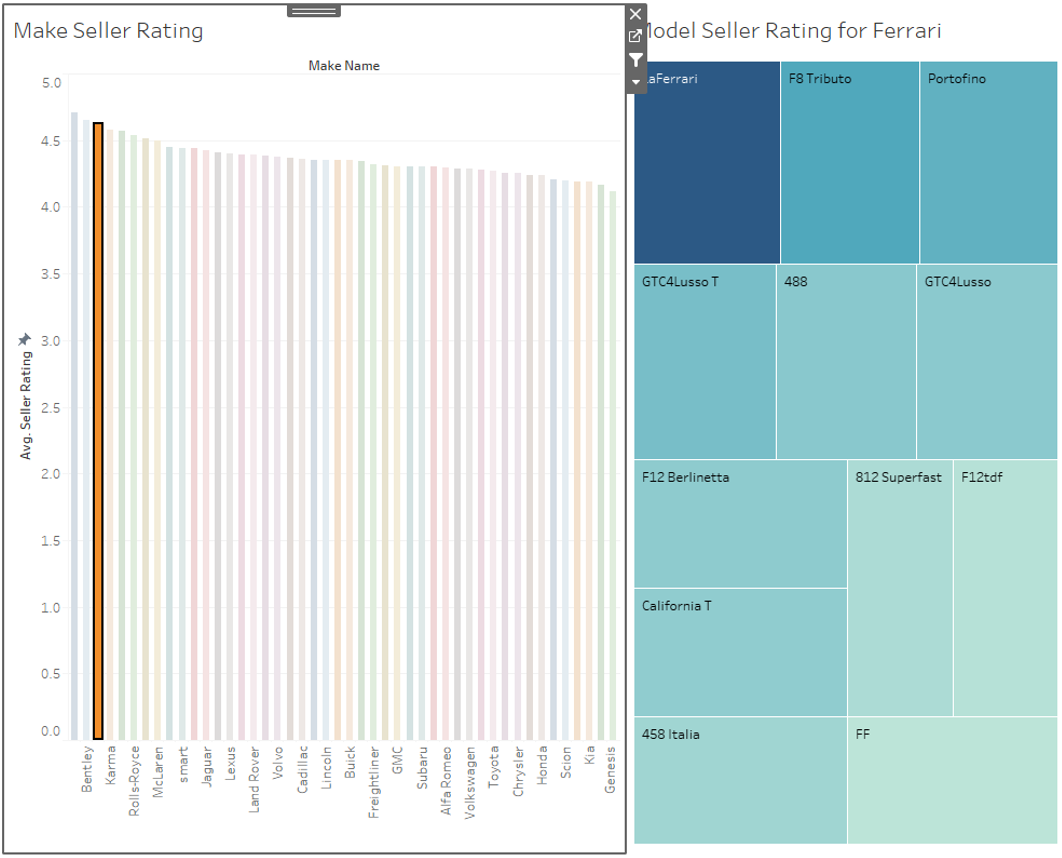 Make Seller Rating
Make Name
5.0
4.5
4.0
3.5
3.0
2.5
2.0
1.5
1.0
0.5
0.0
Avg. Seller Rating
Bentley
Karma
Rolls-Royce
McLaren
smart
Jaguar
Lexus
Land Rover
Volvo
Cadillac
Lincoln
Buick
Freightliner
GMC
Subaru
Alfa Romeo
Volkswagen
Toyota
Chrysler
Honda
Scion
Kia
Genesis
Model Seller Rating for Ferrari
LaFerrari
F8 Tributo
Portofino
GTC4Lusso T
488
GTC4Lusso
F12 Berlinetta
812 Superfast
F12tdf
California T
458 Italia
FF